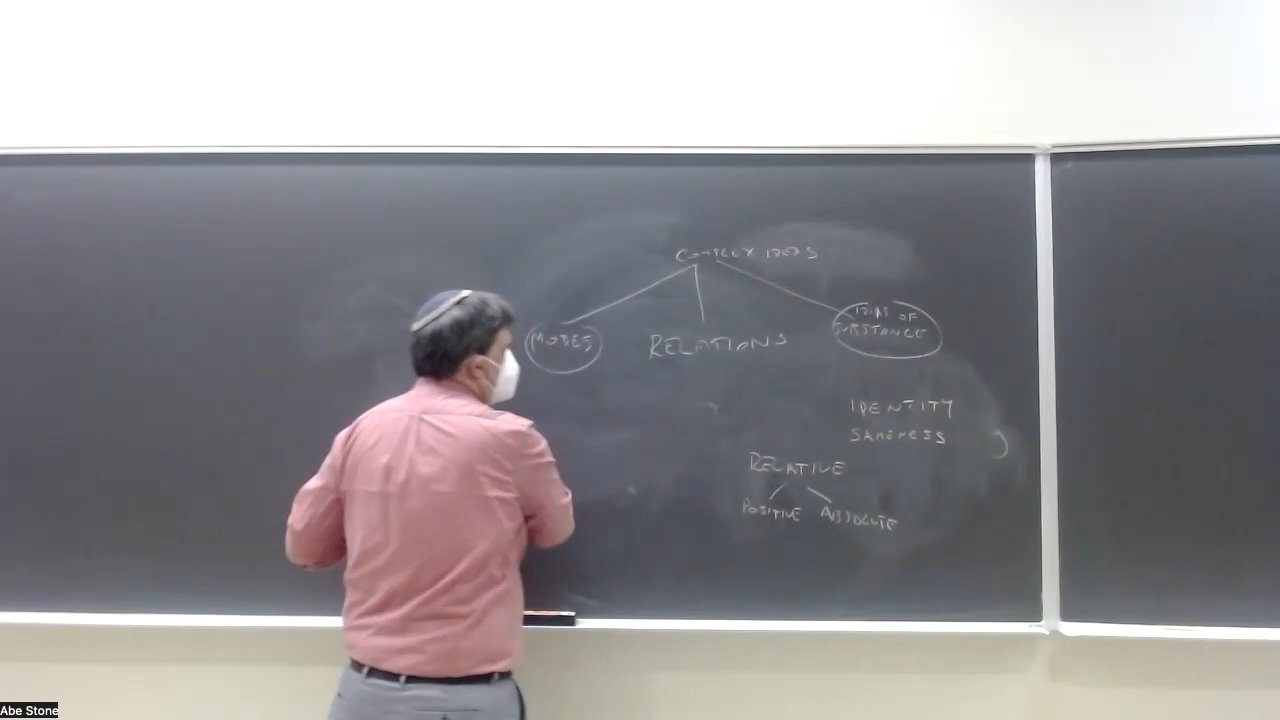 COMPLEX IDEAS
MODES
RELATIONS
IDEAS OF
SUBSTANCE
IDENTITY
SAMENESS
RELATIVE
POSITIVE ABSOLUTE
Abe Stone